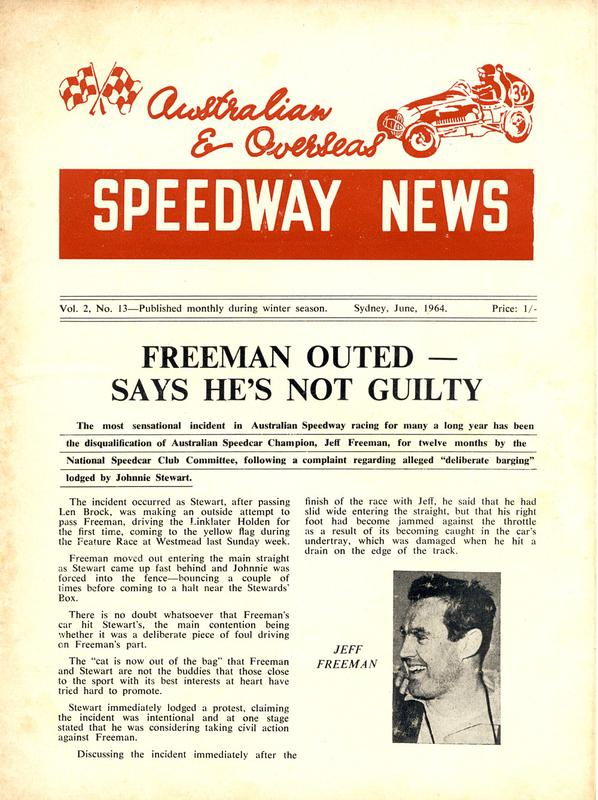 Australian
& Overseas
34
SPEEDWAY NEWS
Vol. 2, No. 13—Published monthly during winter season. Sydney, June, 1964. Price: 1/-
FREEMAN OUTED —
SAYS HE'S NOT GUILTY
The most sensational incident in Australian Speedway racing for many a long year has been
the disqualification of Australian Speedcar Champion, Jeff Freeman, for twelve months by the
National Speedcar Club Committee, following a complaint regarding alleged "deliberate barging"
lodged by Johnnie Stewart.
The incident occurred as Stewart, after passing
Len Brock, was making an outside attempt to
pass Freeman, driving the Linklater Holden for
the first time, coming to the yellow flag during
the Feature Race at Westmead last Sunday week.
Freeman moved out entering the main straight
as Stewart came up fast behind and Johnnie was
forced into the fence—bouncing a couple of
times before coming to a halt near the Stewards'
Box.
There is no doubt whatsoever that Freeman's
car hit Stewart's, the main contention being
whether it was a deliberate piece of foul driving
on Freeman's part.
The "cat is now out of the bag" that Freeman
and Stewart are not the buddies that those close
to the sport with its best interests at heart have
tried hard to promote.
Stewart immediately lodged a protest, claiming
the incident was intentional and at one stage
stated that he was considering taking civil action
against Freeman.
Discussing the incident immediately after the
finish of the race with Jeff, he said that he had
slid wide entering the straight, but that his right
foot had become jammed against the throttle
as a result of its becoming caught in the car's
undertray, which was damaged when he hit a
drain on the edge of the track.
JEFF
FREEMAN